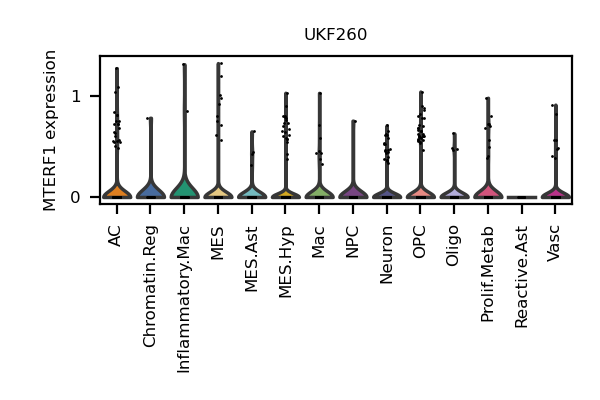 UKF260
MTERF1 expression
1
0
AC
Chromatin.Reg
Inflammatory.Mac
MES
MES.Ast
MES.Hyp
Mac
NPC
Neuron
OPC
Oligo
Prolif.Metab
Reactive.Ast
Vasc